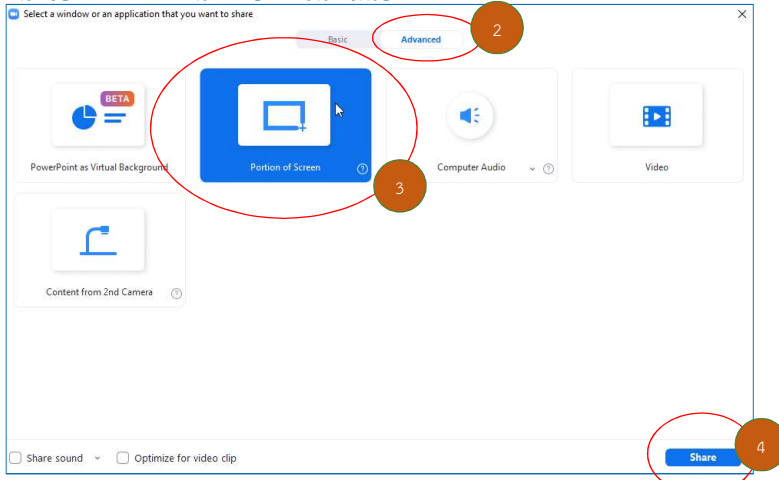 Select a window or an application that you want to share
Basic
Advanced
2
BETA
PowerPoint as Virtual Background
Portion of Screen
Computer Audio
Video
3
Content from 2nd Camera
Share sound
Optimize for video clip
Share
4